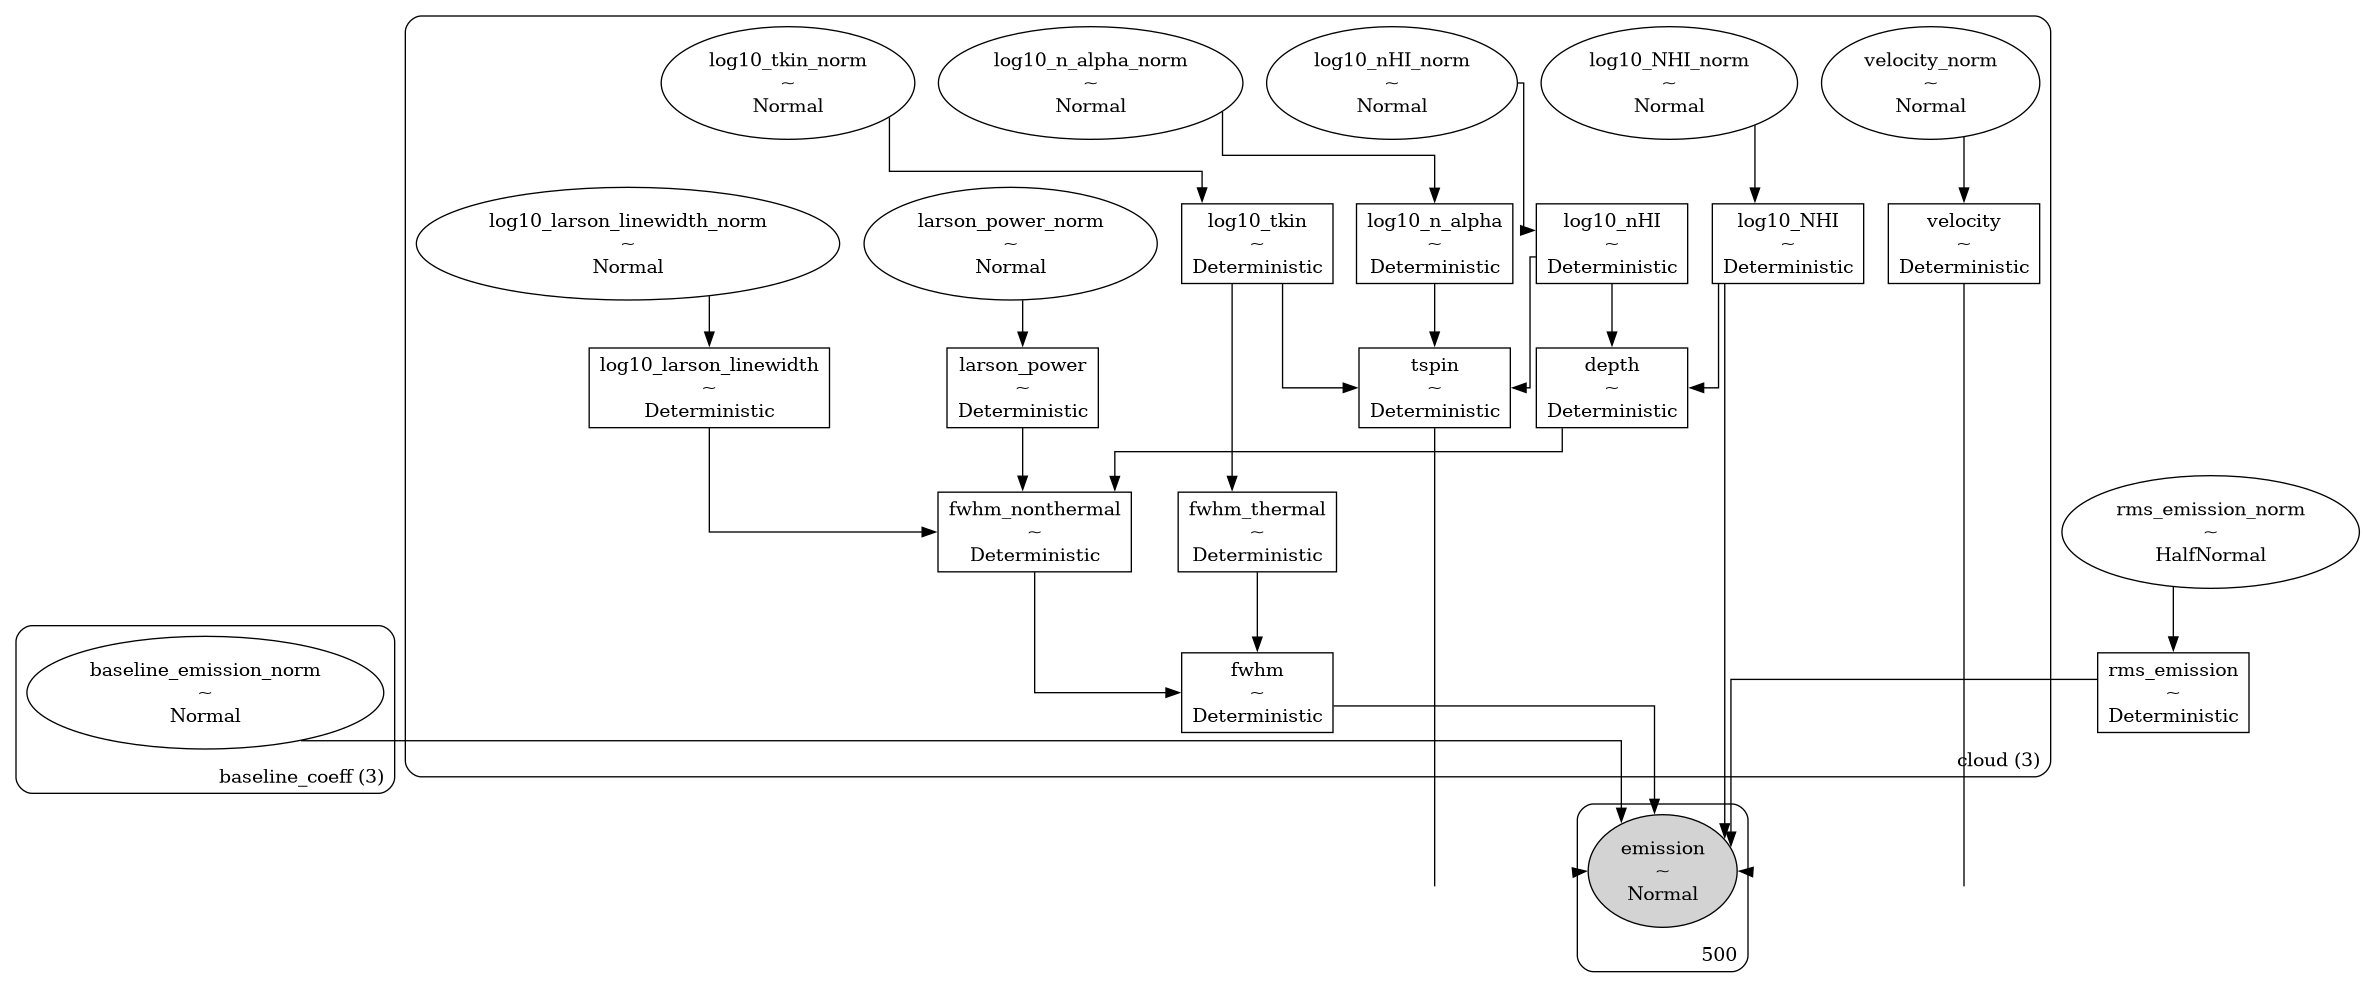 log10_tkin_norm
~
Normal
log10_n_alpha_norm
~
Normal
log10_nHI_norm
~
Normal
log10_NHI_norm
~
Normal
velocity_norm
~
Normal
log10_larson_linewidth_norm
~
Normal
larson_power_norm
~
Normal
log10_tkin
~
Deterministic
log10_n_alpha
~
Deterministic
log10_nHI
~
Deterministic
log10_NHI
~
Deterministic
velocity
~
Deterministic
log10_larson_linewidth
~
Deterministic
larson_power
~
Deterministic
tspin
~
Deterministic
depth
~
Deterministic
fwhm_nonthermal
~
Deterministic
fwhm_thermal
~
Deterministic
rms_emission_norm
~
HalfNormal
baseline_emission_norm
~
Normal
baseline_coeff (3)
fwhm
~
Deterministic
rms_emission
~
Deterministic
cloud (3)
emission
~
Normal
500